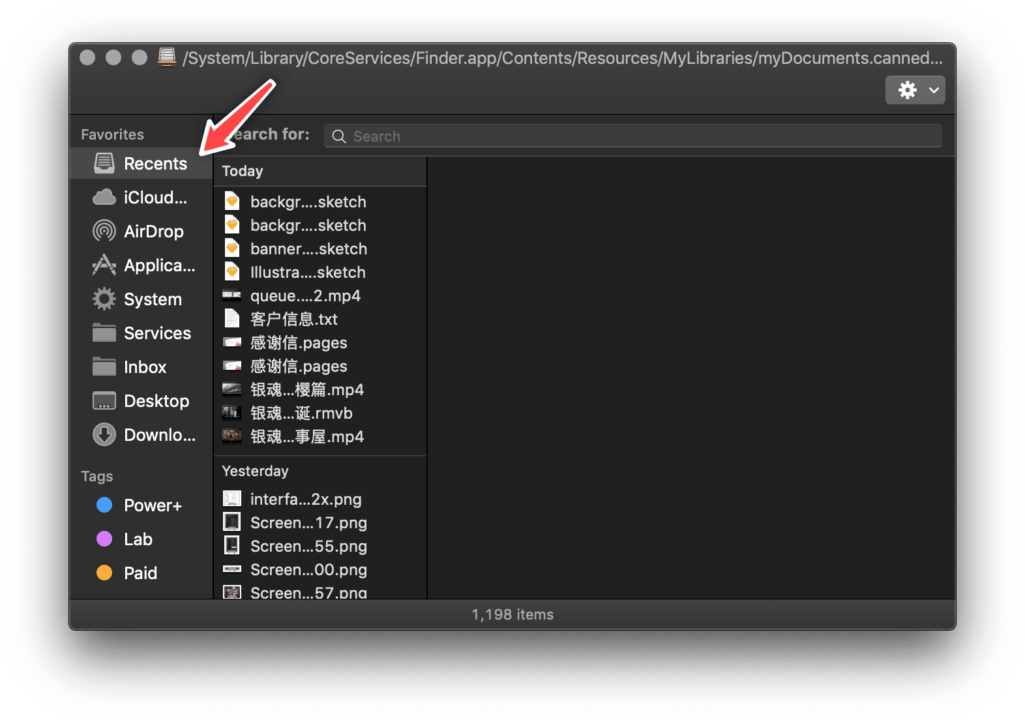 /System/Library/CoreServices/Finder.app/Contents/Resources/MyLibraries/myDocuments.canned...
Favorites
Recents
iCloud...
AirDrop
Applica...
System
Services
Inbox
Desktop
Downlo...
Tags
Power+
Lab
Paid
earch for:
Search
Today
backgr....sketch
backgr....sketch
banner....sketch
Illustra....sketch
queue....2.mp4
客户信息.txt
感谢信.pages
感谢信.pages
银魂...樱篇.mp4
银魂...诞.rmvb
银魂...事屋.mp4
Yesterday
interfa...2x.png
Screen...17.png
Screen...55.png
Screen...00.png
Screen...57.png
1,198 items